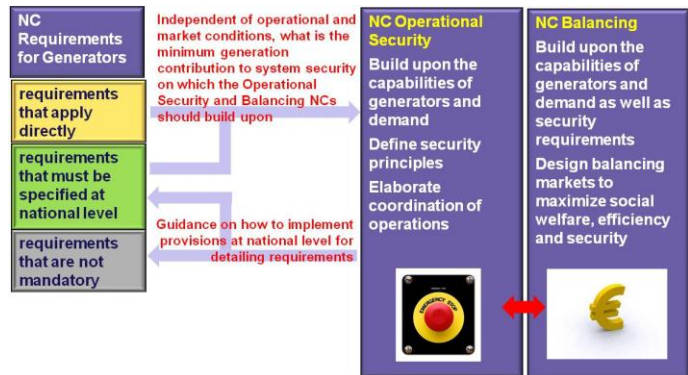 NC
Requirements
for Generators
requirements
that apply
directly
requirements
that must be
specified at
national level
requirements
that are not
mandatory
Independent of operational and
market conditions, what is the
minimum generation
contribution to system security
on which the Operational
Security and Balancing NCs
should build upon
Guidance on how to implement
provisions at national level for
detailing requirements
NC Operational
Security
Build upon the
capabilities of
generators and
demand
Define security
principles
Elaborate
coordination of
operations
EMERGENCY STOP
NC Balancing
Build upon the
capabilities of
generators and
demand as well as
security
requirements
Design balancing
markets to
maximize social
welfare, efficiency
and security
€